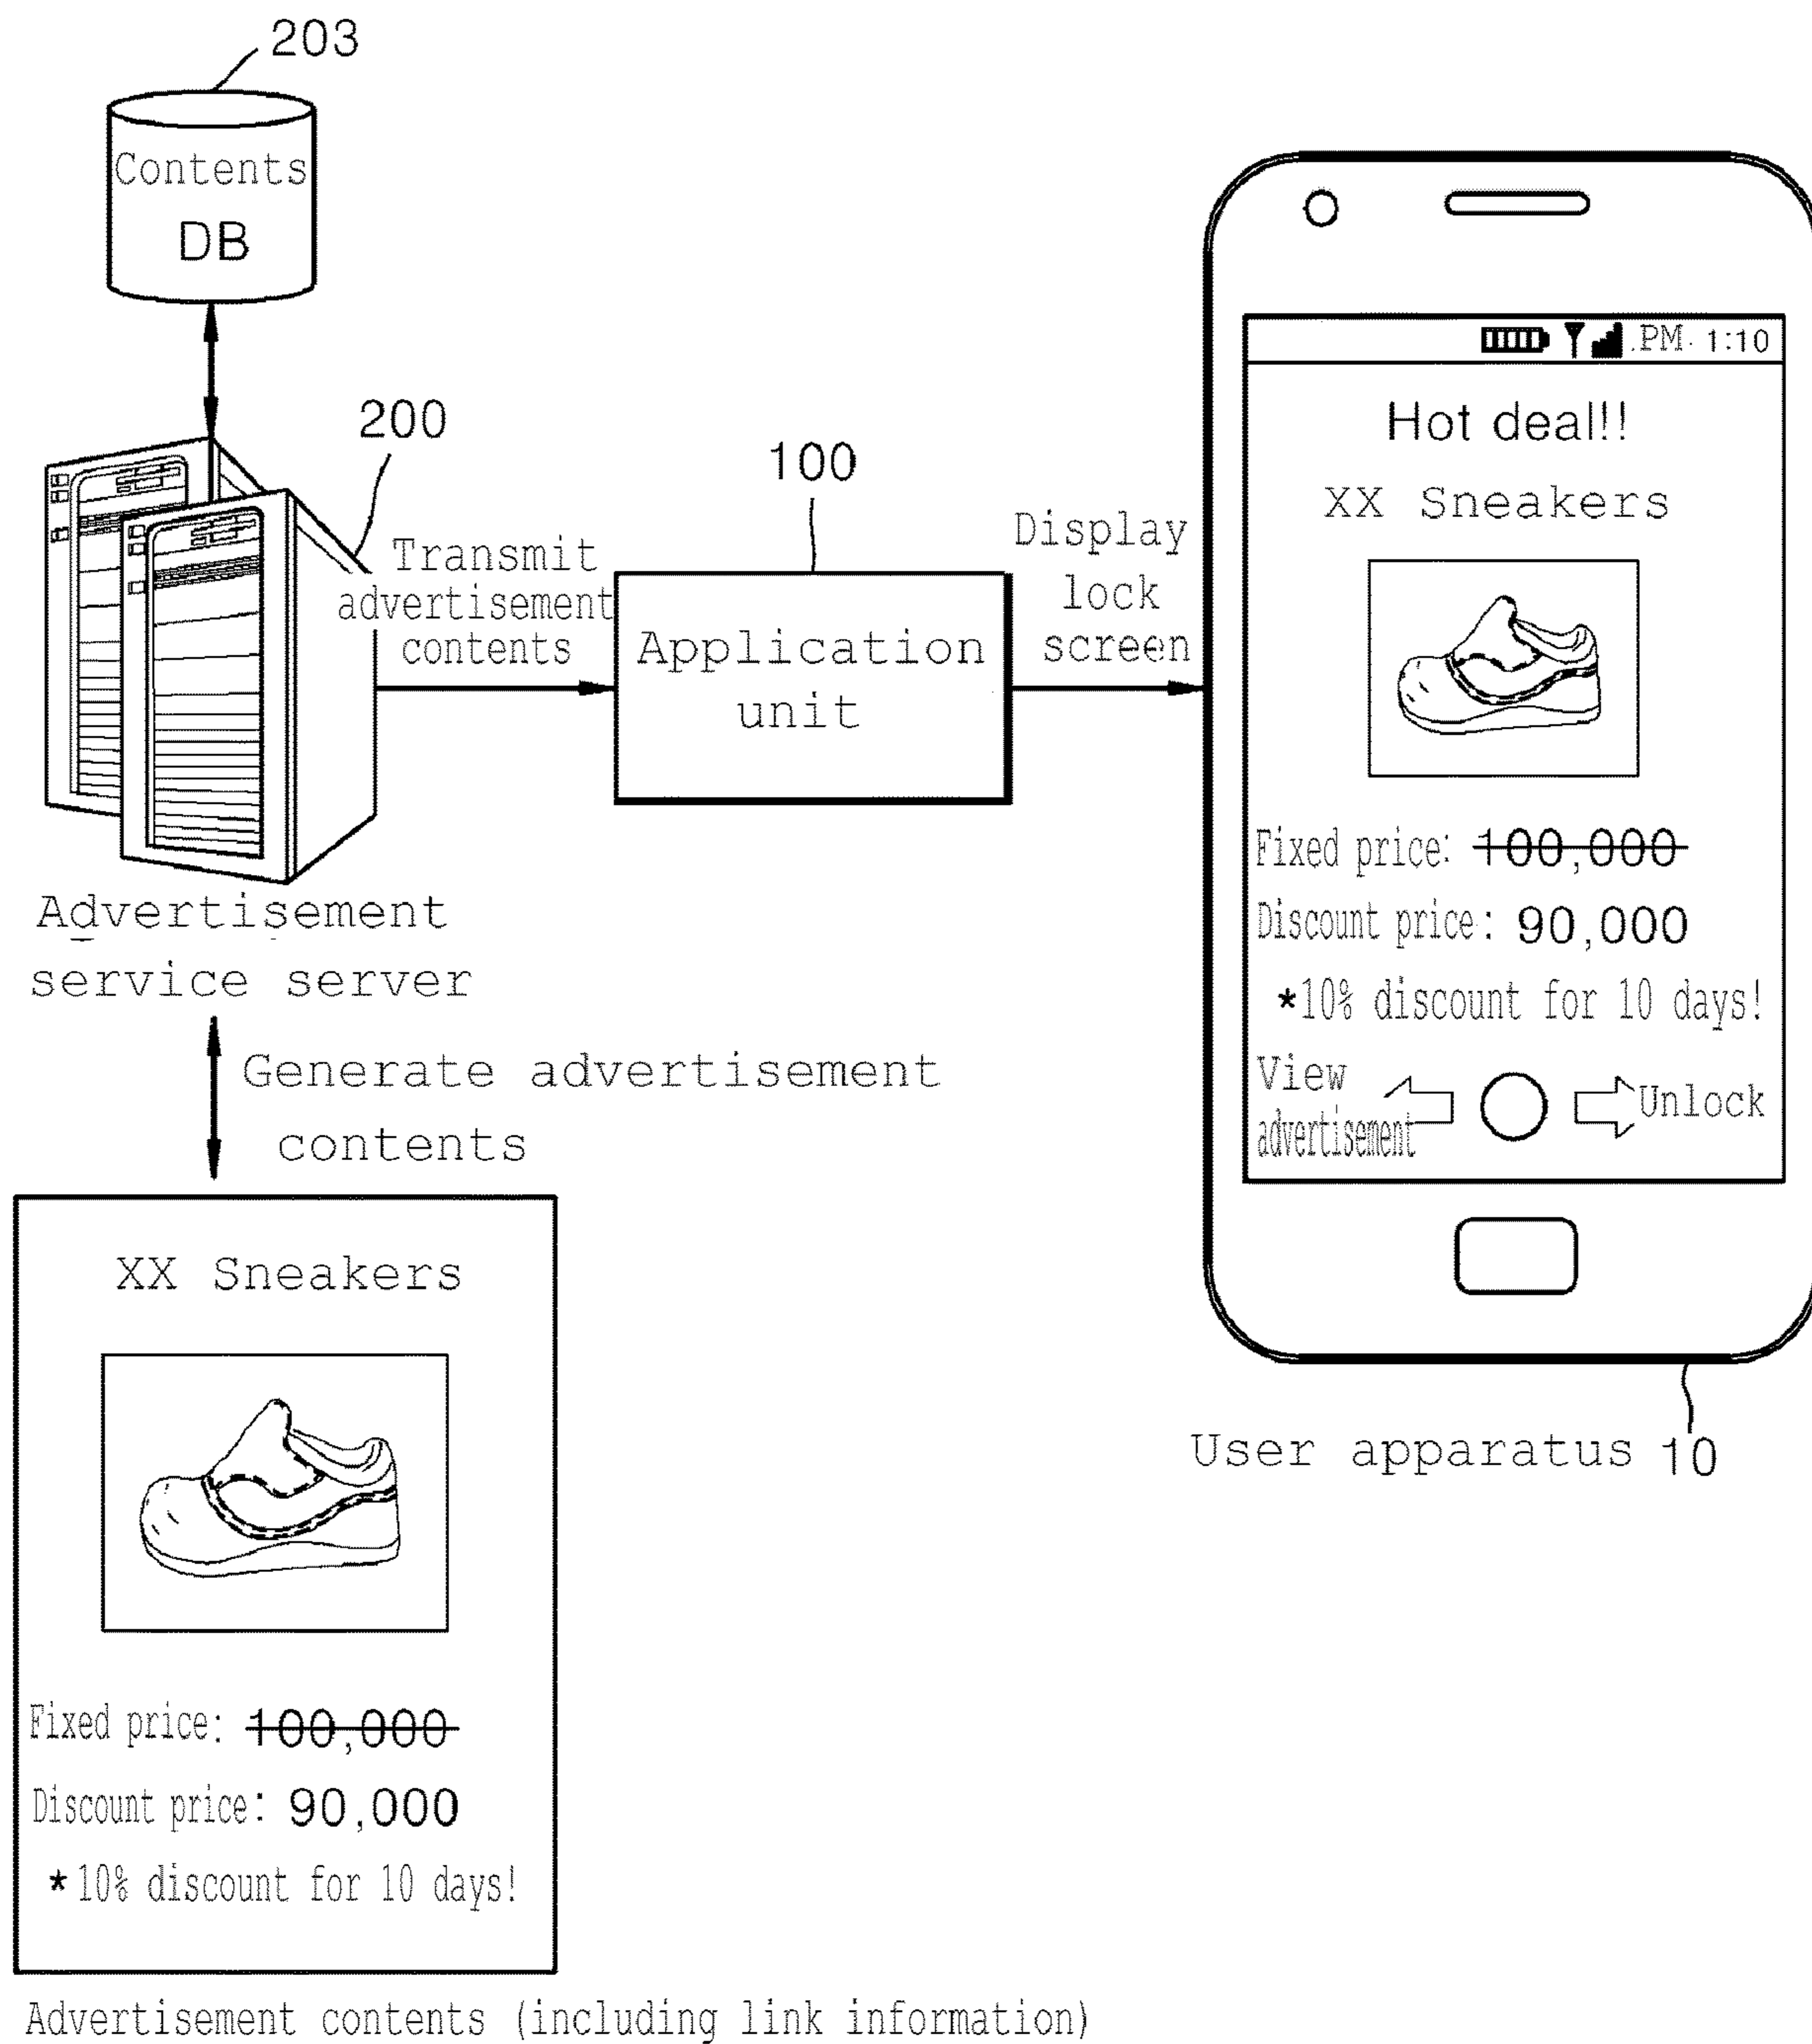 203
Contents
DB
200
100
Transmit
advertisement
contents
Application
unit
Display
lock
screen
Advertisement
service server
Generate advertisement
contents
XX Sneakers
Fixed price: 100,000
Discount price: 90,000
*10% discount for 10 days!
Advertisement contents (including link information)
PM 1:10
Hot deal!!
XX Sneakers
Fixed price: 100,000
Discount price: 90,000
*10% discount for 10 days!
View
advertisement
Unlock
User apparatus 10